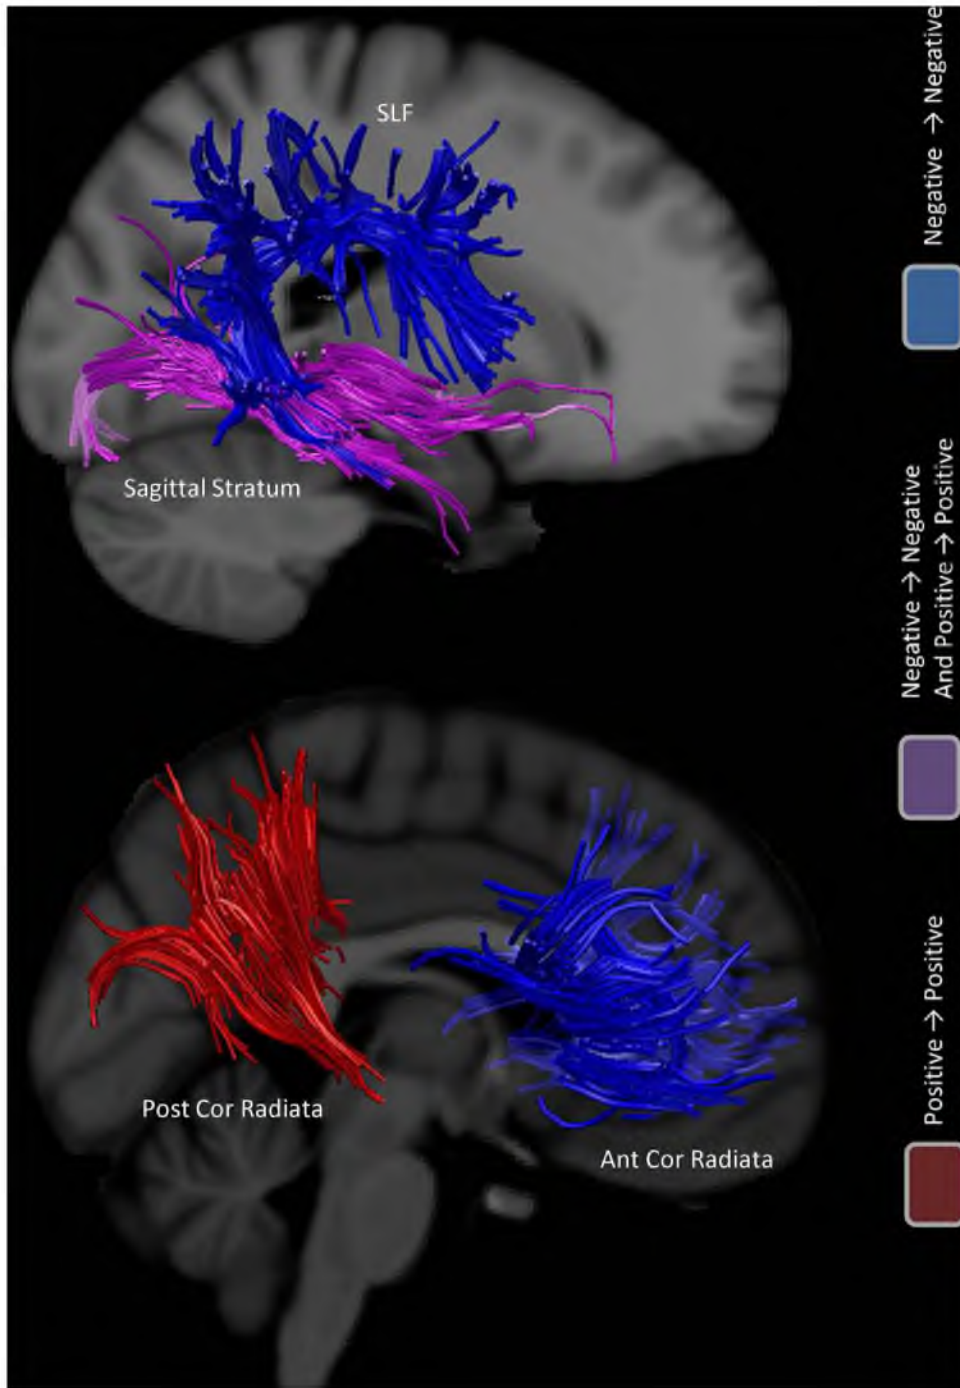 SLF
Sagittal Stratum
Post Cor Radiata
Ant Cor Radiata
Positive → Positive
Negative → Negative
And Positive → Positive
Negative → Negative